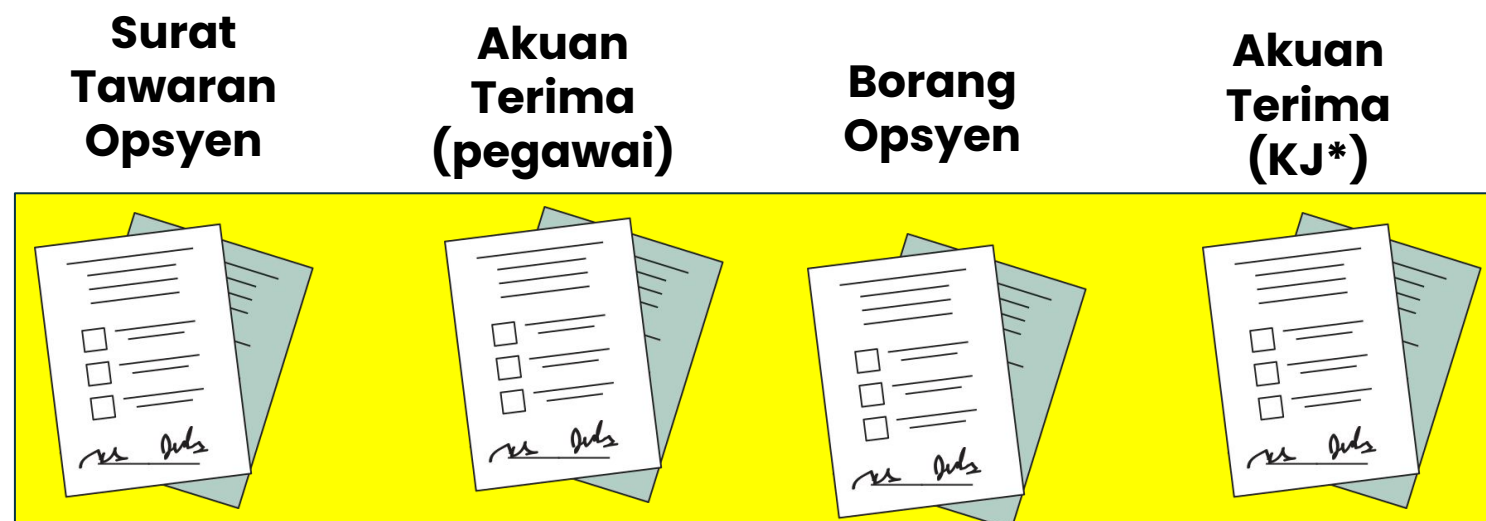 Surat
Tawaran
Opsyen
Akuan
Terima
(pegawai)
Borang
Opsyen
Akuan
Terima
(KJ*)